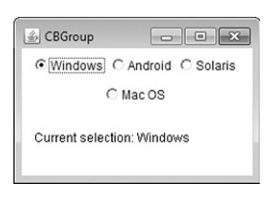 CBGroup
Windows Android Solaris
Mac OS
Current selection: Windows